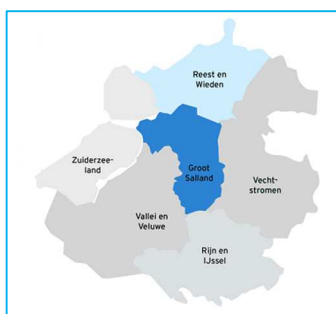 Reest en
Wieden
Zuiderzee-
land
Groot
Salland
Vecht-
stromen
Vallei en
Veluwe
Rijn en
IJssel